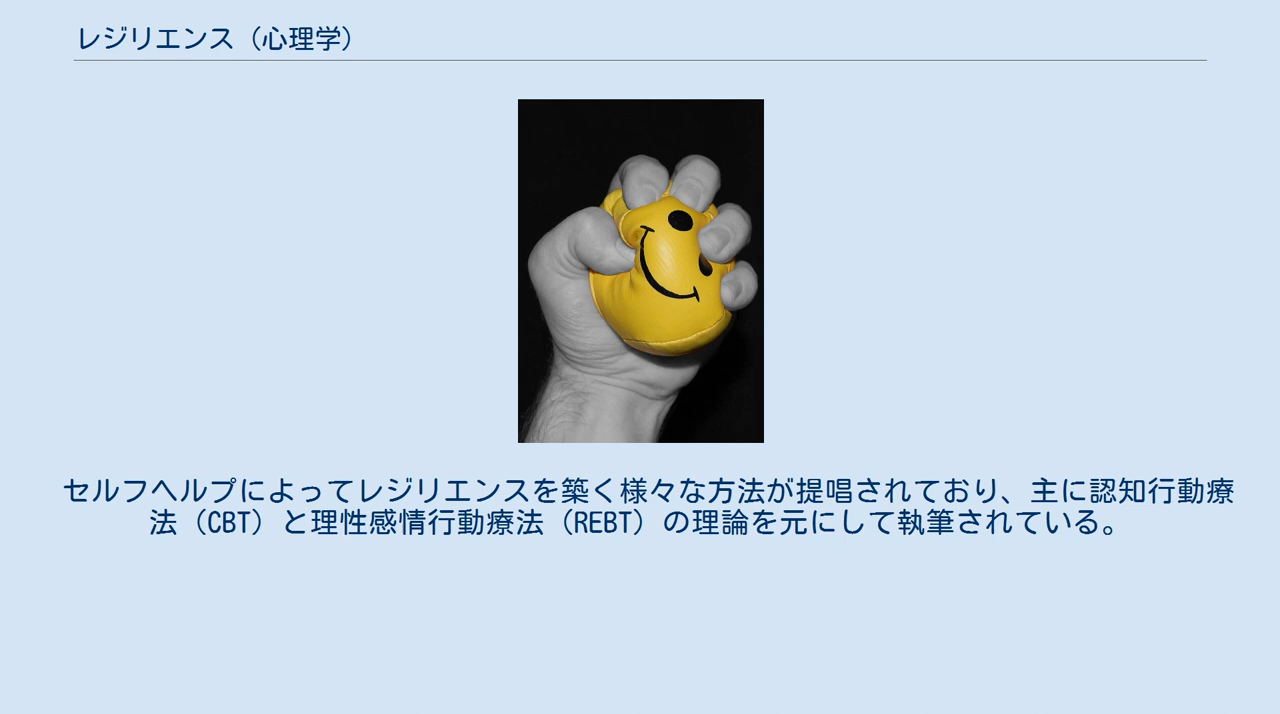 レジリエンス（心理学）
セルフヘルプによってレジリエンスを築く様々な方法が提唱されており、主に認知行動療
法（CBT）と理性感情行動療法（REBT）の理論を元にして執筆されている。